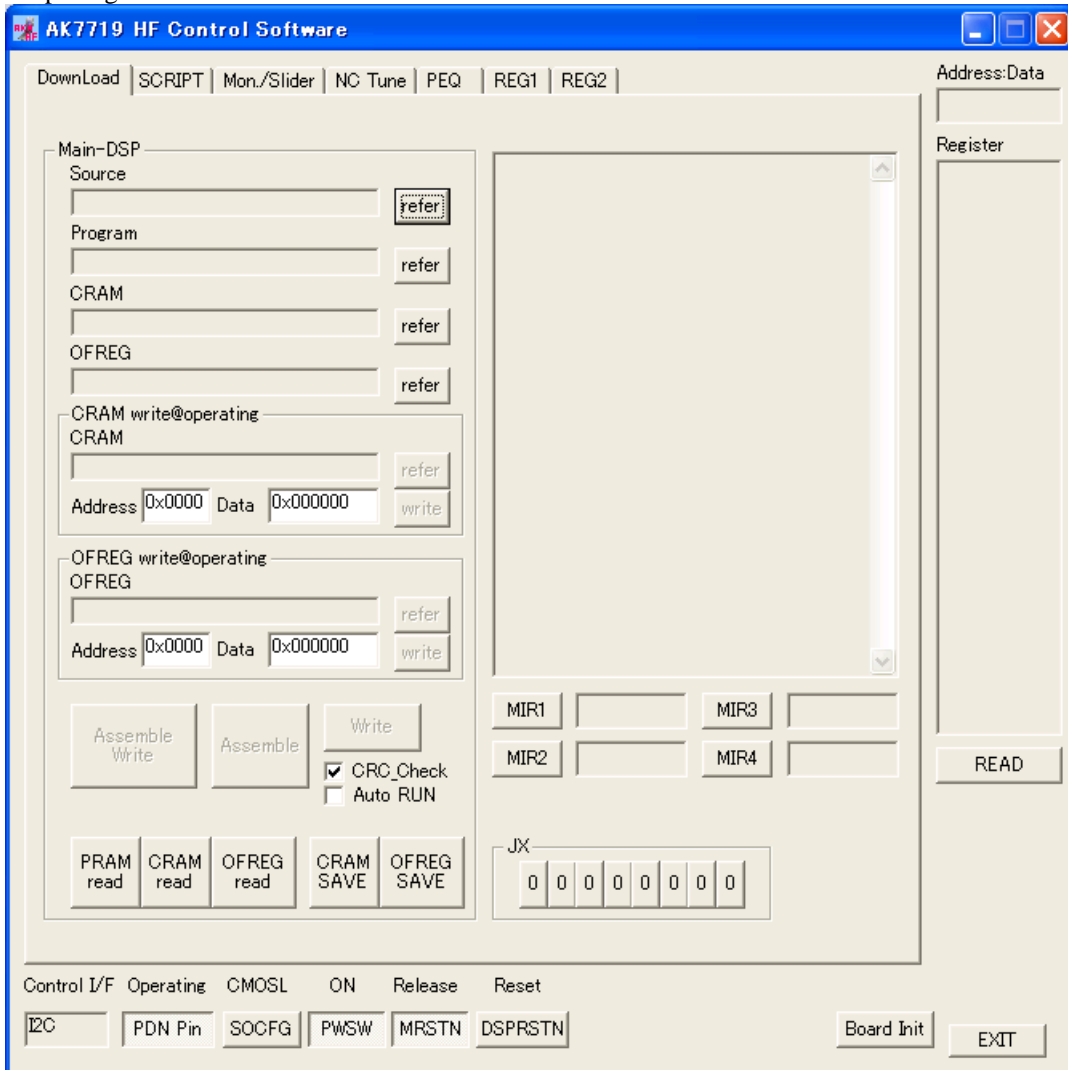 AK7719 HF Control Software
DownLoad SCRIPT Mon./Slider NC Tune PEQ REG1 REG2
Address:Data
Register
Main-DSP
Source
refer
Program
refer
CRAM
refer
OFREG
refer
CRAM write@operating
CRAM
refer
Address 0x0000 Data 0x000000 write
OFREG write@operating
OFREG
refer
Address 0x0000 Data 0x000000 write
Assemble
Write
Assemble
Write
CRC_Check
Auto RUN
PRAM
read
CRAM
read
OFREG
read
CRAM
SAVE
OFREG
SAVE
MIR1 MIR3
MIR2 MIR4
READ
JX
0 0 0 0 0 0 0 0
Control I/F Operating CMOSL ON Release Reset
I2C PDN Pin SOCFG PWSW MRSTN DSPRSTN Board Init EXIT